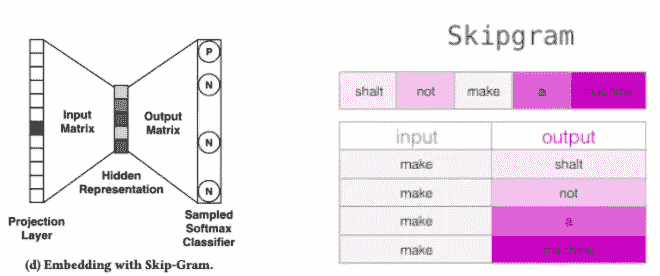 P
N
N
N
Input
Matrix
Output
Matrix
Hidden
Representation
Projection
Layer
Sampled
Softmax
Classifier
(d) Embedding with Skip-Gram.
Skipgram
shalt not make a machine
input output
make shalt
make not
make a
make machine